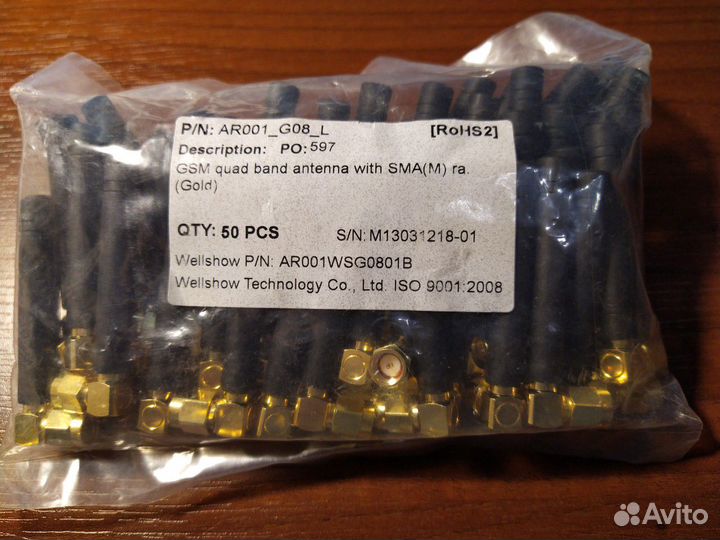 P/N: AR001_G08_L [RoHS2]
Description: PO: 597
GSM quad band antenna with SMA(M) ra.
(Gold)
QTY: 50 PCS S/N: M13031218-01
Wellshow P/N: AR001WSG0801B
Wellshow Technology Co., Ltd. ISO 9001:2008
Avito